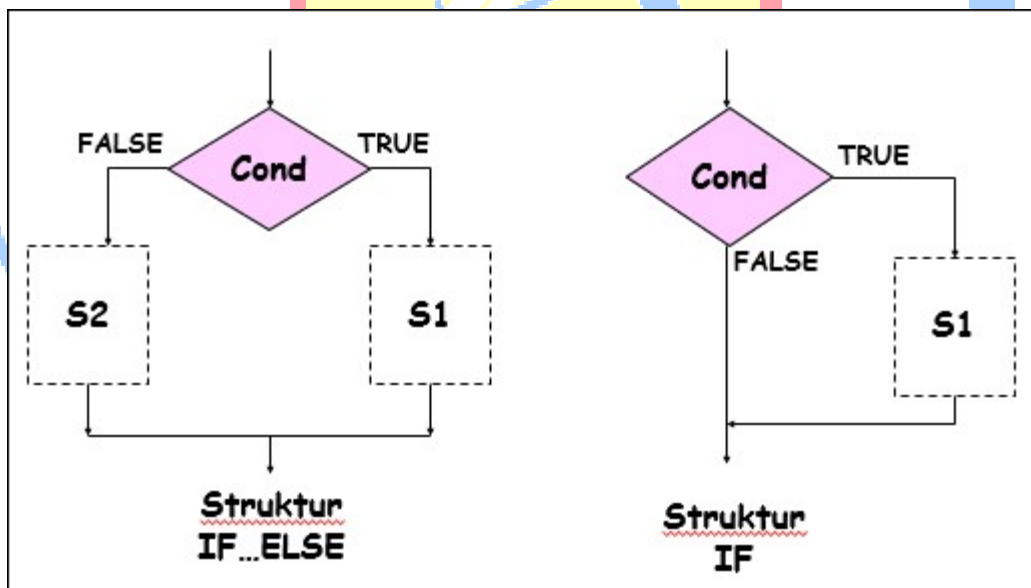 FALSE
TRUE
Cond
S2
S1
Struktur
IF...ELSE
TRUE
Cond
FALSE
S1
Struktur
IF